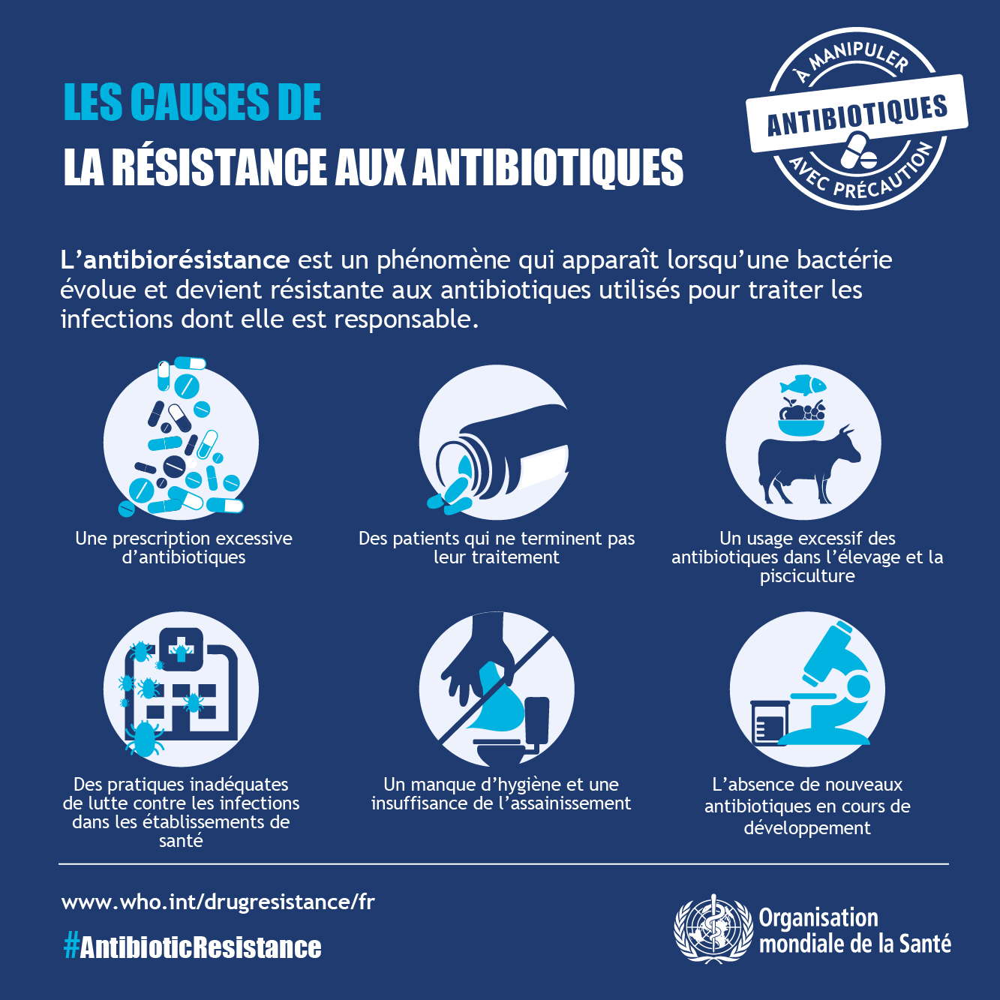 LES CAUSES DE
LA RÉSISTANCE AUX ANTIBIOTIQUES
À MANIPULER
ANTIBIOTIQUES
AVEC PRÉCAUTION
L’antibiorésistance est un phénomène qui apparaît lorsqu’une bactérie
évolue et devient résistante aux antibiotiques utilisés pour traiter les
infections dont elle est responsable.
Une prescription excessive
d’antibiotiques
Des patients qui ne terminent pas
leur traitement
Un usage excessif des
antibiotiques dans l’élevage et la
pisciculture
Des pratiques inadéquates
de lutte contre les infections
dans les établissements de
santé
Un manque d’hygiène et une
insuffisance de l’assainissement
L’absence de nouveaux
antibiotiques en cours de
développement
www.who.int/drugresistance/fr
#AntibioticResistance
Organisation
mondiale de la Santé